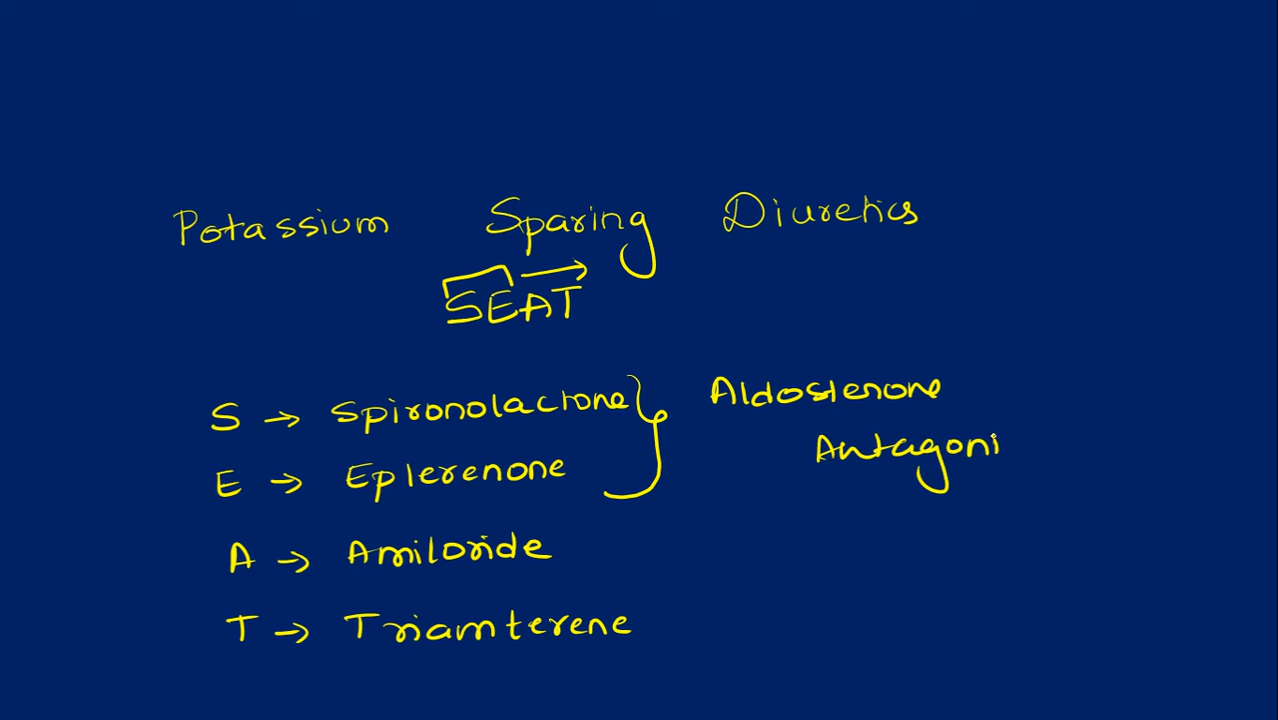 Potassium Sparing Diuretics
SEAT
S → Spironolactone Aldosterone
E → Eplerenone Antagoni
A → Amiloride
T → Triamterene